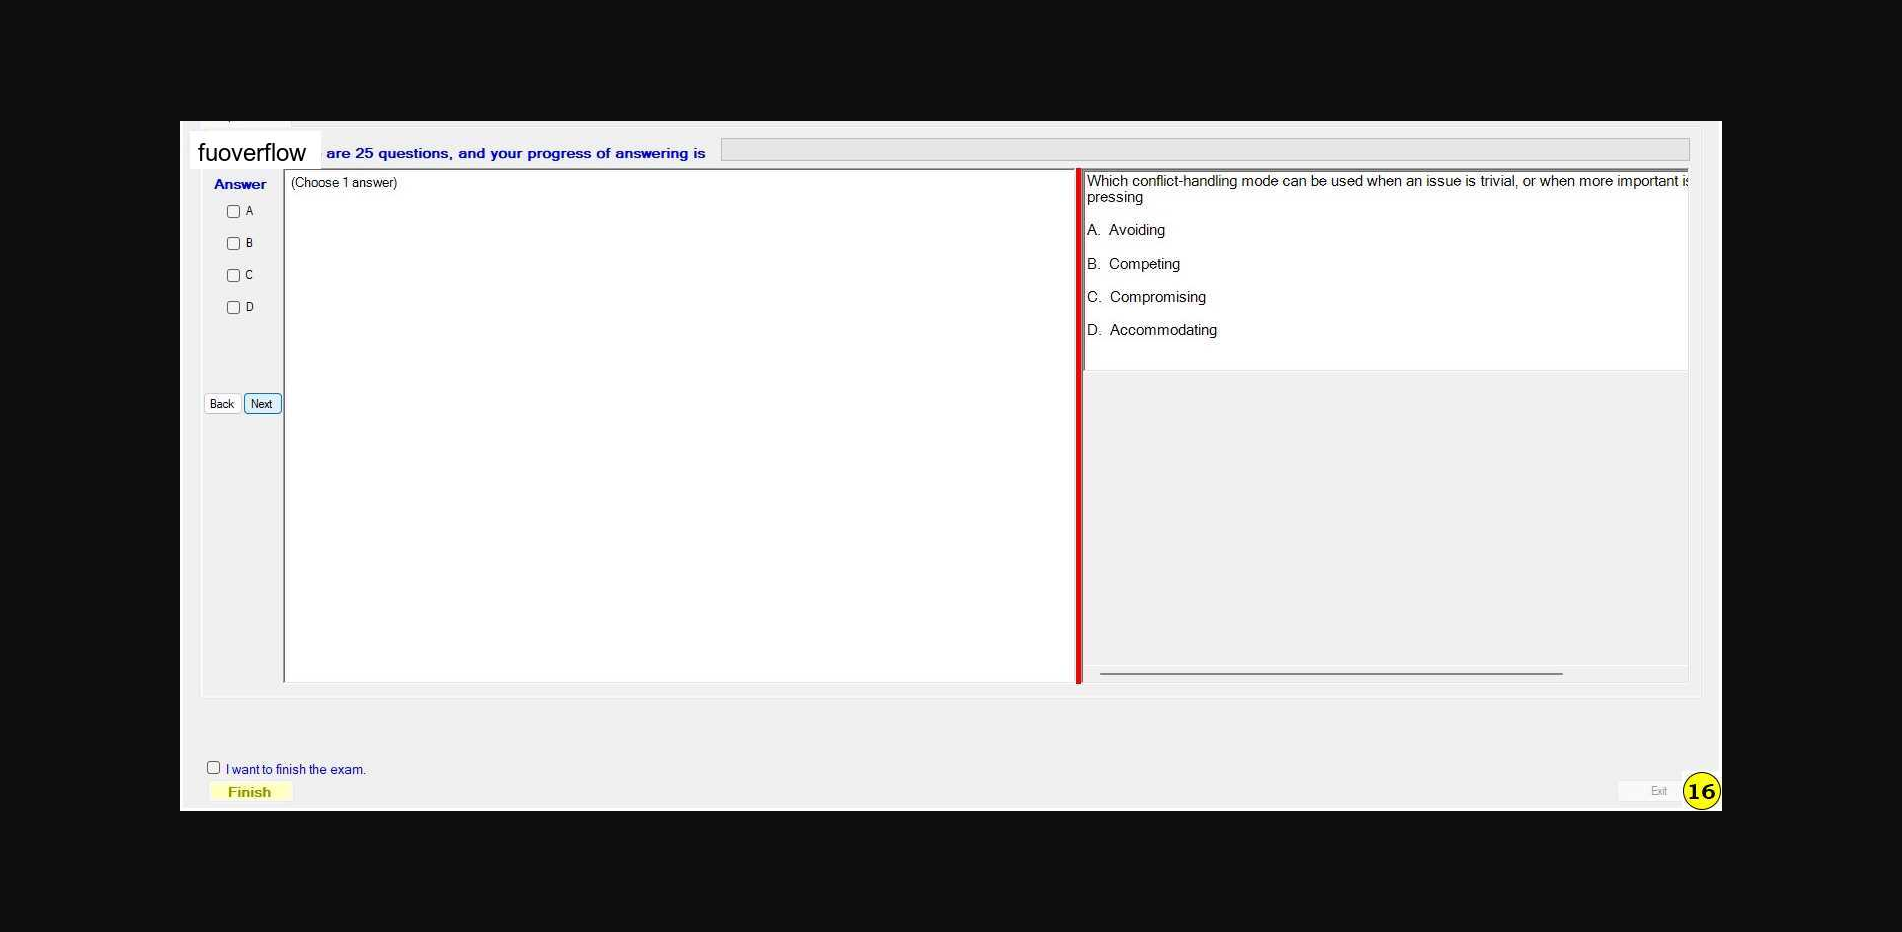 fuoverflow are 25 questions, and your progress of answering is
Answer
(Choose 1 answer)
A
B
C
D
Back Next
Which conflict-handling mode can be used when an issue is trivial, or when more important
pressing
A. Avoiding
B. Competing
C. Compromising
D. Accommodating
I want to finish the exam.
Finish
Exit
16